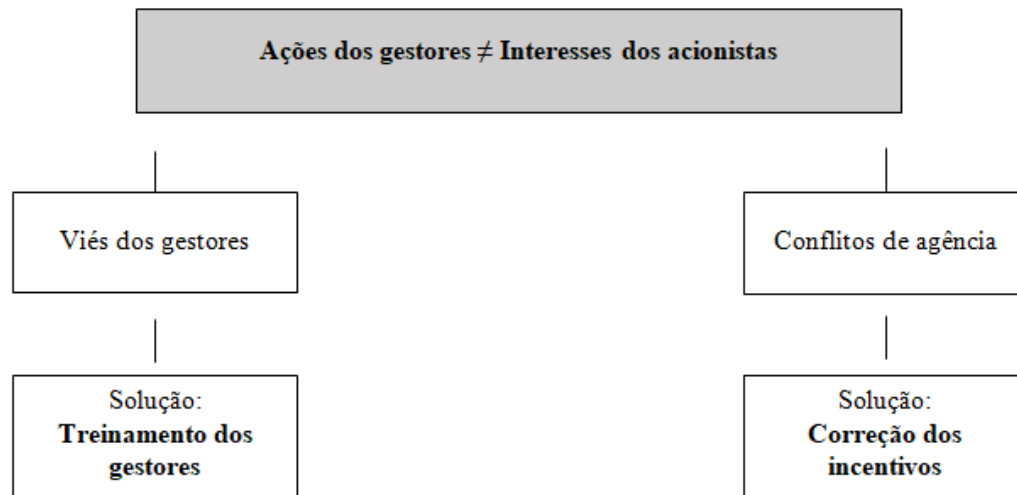 Ações dos gestores ≠ Interesses dos acionistas
Viés dos gestores
Conflitos de agência
Solução:
Treinamento dos
gestores
Solução:
Correção dos
incentivos